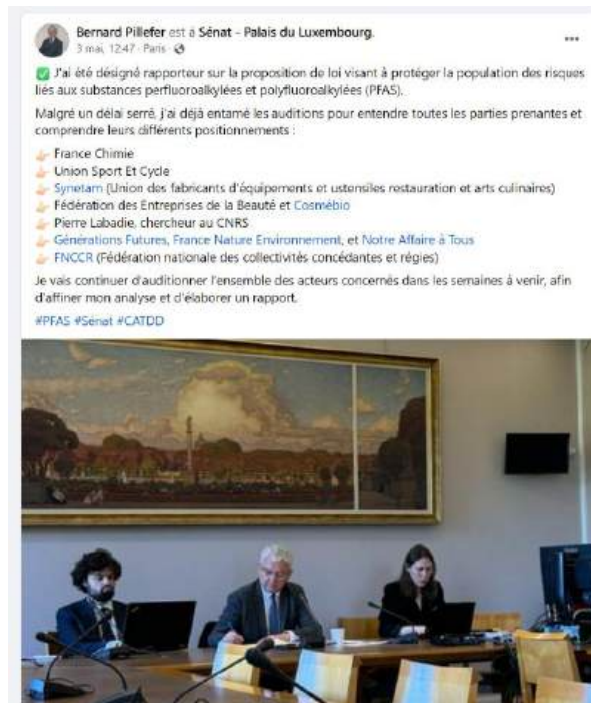 Bernard Pillefer est à Sénat - Palais du Luxembourg.
3 mai, 12:47 · Paris ·
✅ J'ai été désigné rapporteur sur la proposition de loi visant à protéger la population des risques
liés aux substances perfluoroalkylées et polyfluoroalkylées (PFAS).
Malgré un délai serré, j'ai déjà entamé les auditions pour entendre toutes les parties prenantes et
comprendre leurs différents positionnements :
👉 France Chimie
👉 Union Sport Et Cycle
👉 Synetam (Union des fabricants d'équipements et ustensiles restauration et arts culinaires)
👉 Fédération des Entreprises de la Beauté et Cosmébio
👉 Pierre Labadie, chercheur au CNRS
👉 Générations Futures, France Nature Environnement, et Notre Affaire à Tous
👉 FNCCR (Fédération nationale des collectivités concédantes et régies)
Je vais continuer d'auditionner l'ensemble des acteurs concernés dans les semaines à venir, afin
d'affiner mon analyse et d'élaborer un rapport.
#PFAS #Sénat #CATDD